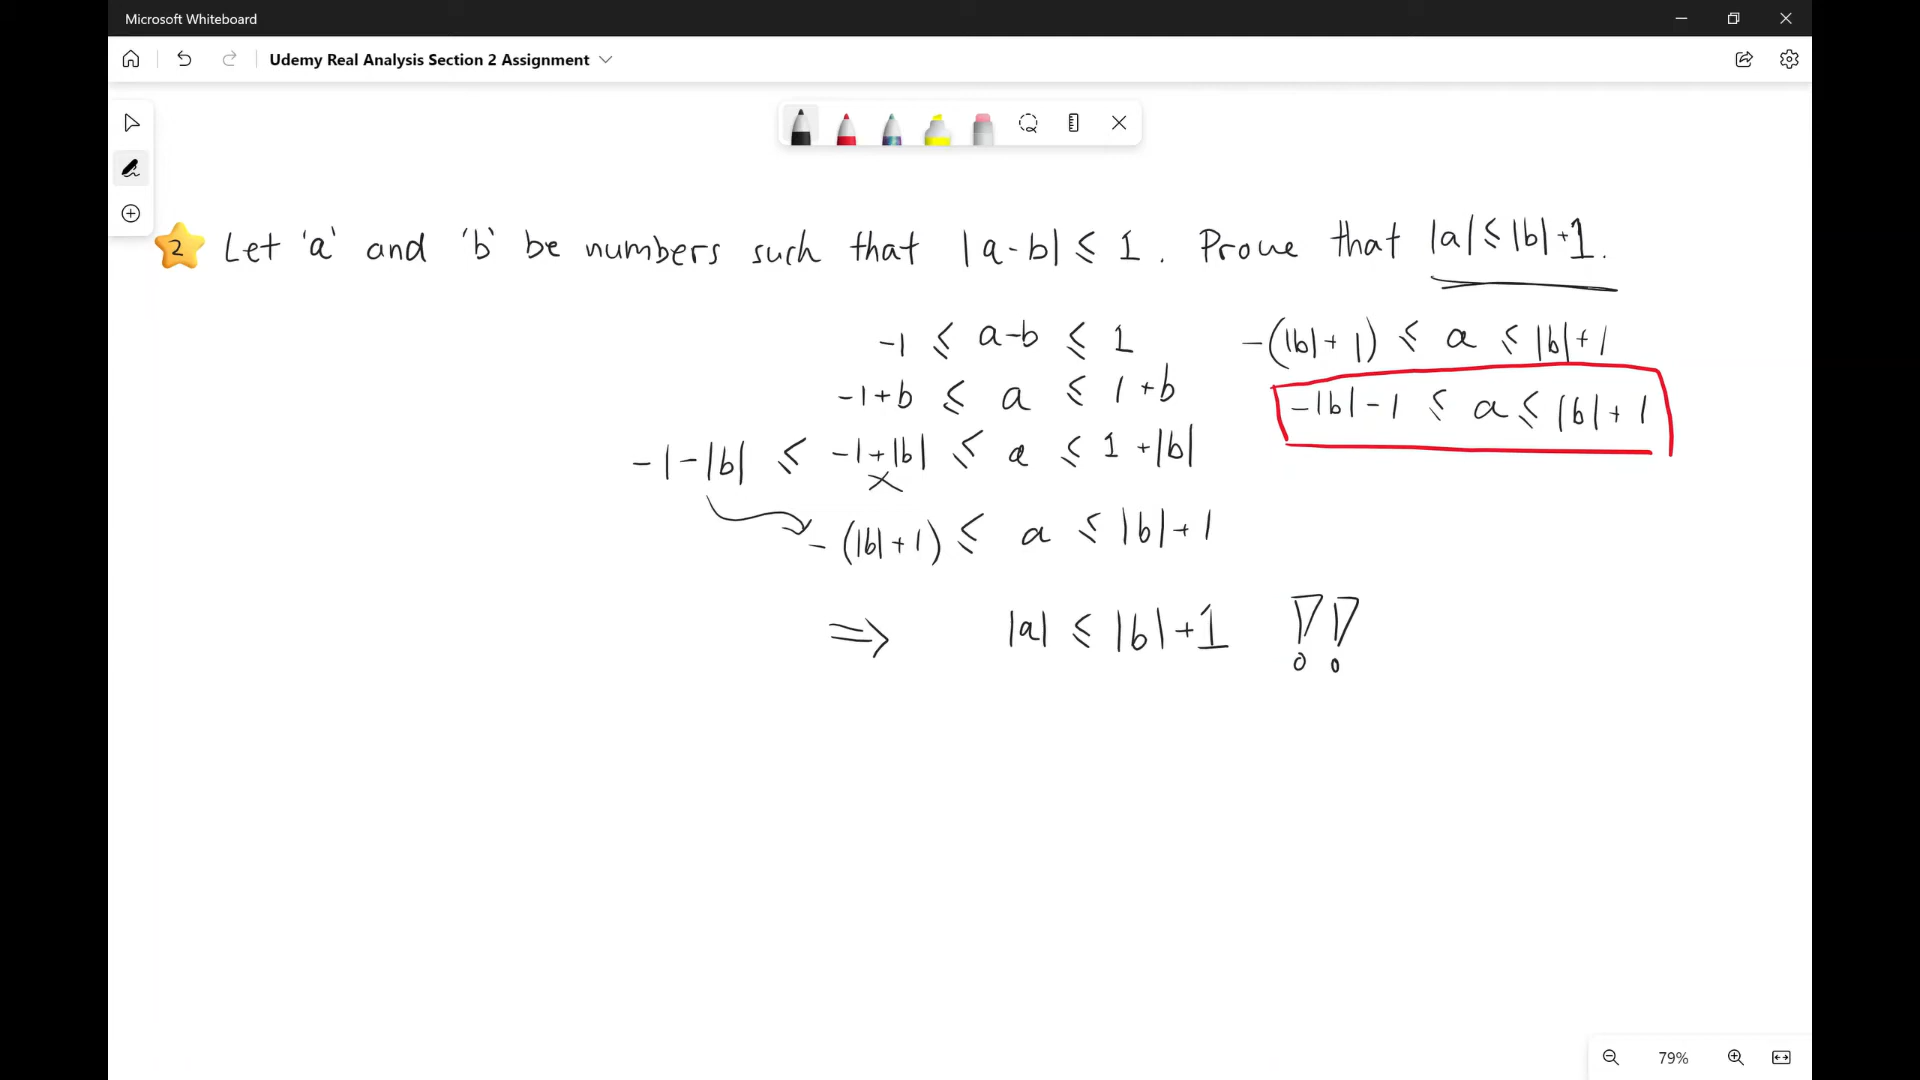 Microsoft Whiteboard
Udemy Real Analysis Section 2 Assignment
2 Let 'a' and 'b' be numbers such that |a-b| ≤ 1. Prove that |a| ≤ |b|+1.
-1 ≤ a-b ≤ 1
-(|b|+1) ≤ a ≤ |b|+1
-1+b ≤ a ≤ 1+b
-|b|-1 ≤ a ≤ |b|+1
-1-|b| ≤ -1+|b| ≤ a ≤ 1+|b|
-(|b|+1) ≤ a ≤ |b|+1
⇒ |a| ≤ |b|+1 !!
79%